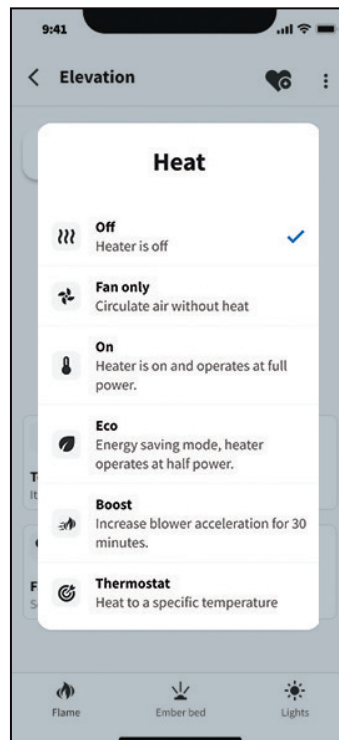 9:41
Elevation
Heat
Off
Heater is off
Fan only
Circulate air without heat
On
Heater is on and operates at full
power.
Eco
Energy saving mode, heater
operates at half power.
Boost
Increase blower acceleration for 30
minutes.
Thermostat
Heat to a specific temperature
Flame
Ember bed
Lights